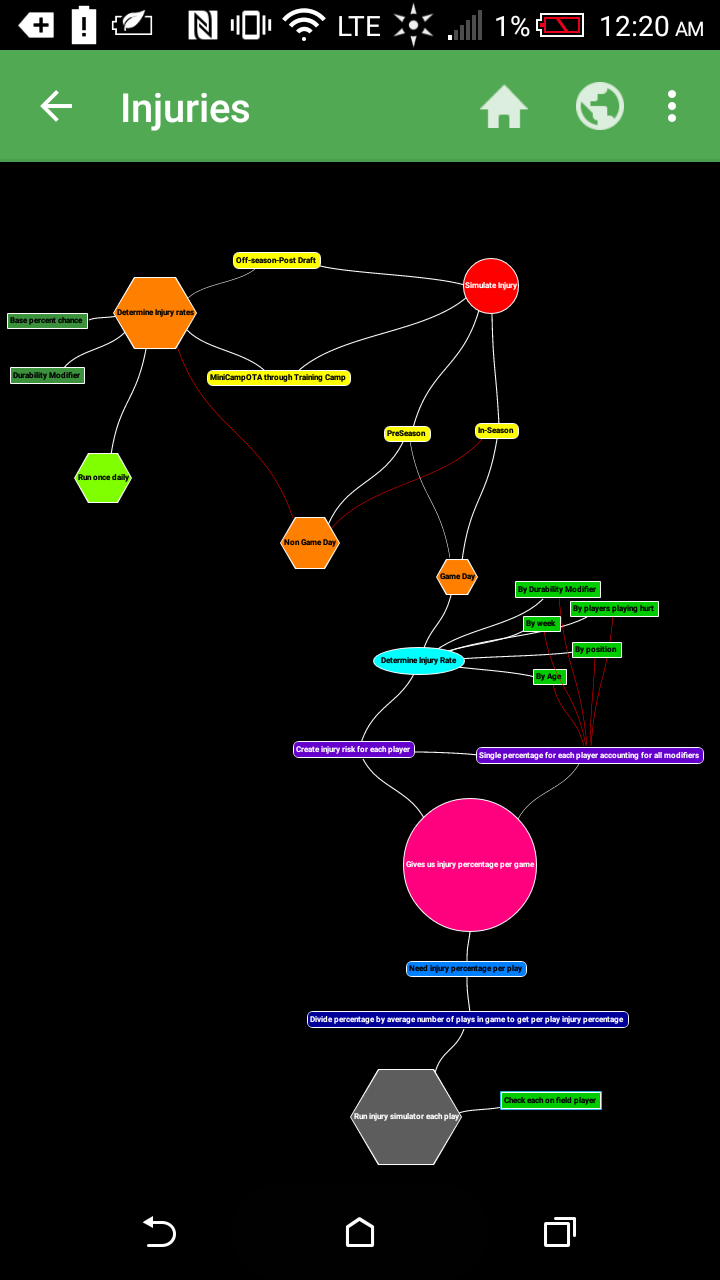 LTE 1% 12:20 AM
Injuries
Off-season-Post Draft
Simulate Injury
Determine Injury rates
Base percent chance
Durability Modifier
MiniCampOTA through Training Camp
PreSeason
In-Season
Run once daily
Non Game Day
Game Day
By Durability Modifier
By players playing hurt
By week
By position
Determine Injury Rate
By Age
Create injury risk for each player
Single percentage for each player accounting for all modifiers
Gives us injury percentage per game
Need injury percentage per play
Divide percentage by average number of plays in game to get per play injury percentage
Check each on field player
Run injury simulator each play